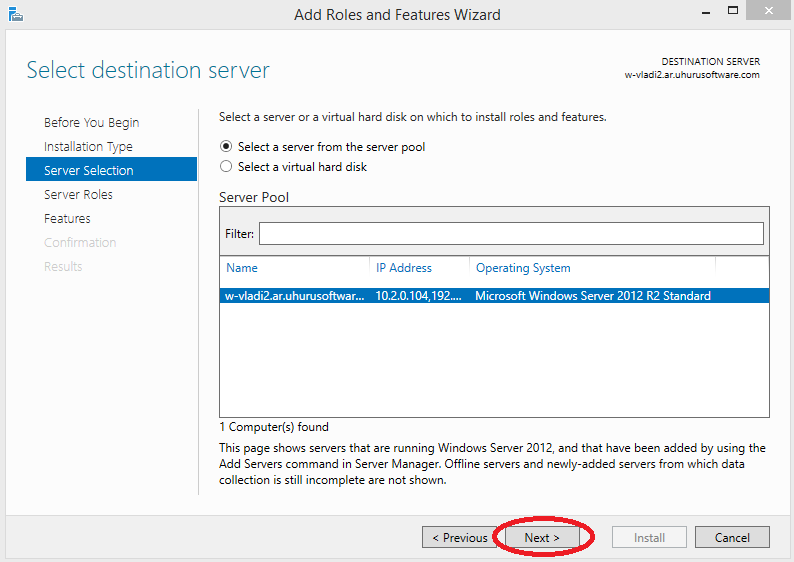 Add Roles and Features Wizard
Select destination server
DESTINATION SERVER
w-vladi2.ar.uhurusoftware.com
Before You Begin
Installation Type
Server Selection
Server Roles
Features
Confirmation
Results
Select a server or a virtual hard disk on which to install roles and features.
Select a server from the server pool
Select a virtual hard disk
Server Pool
Filter:
Name IP Address Operating System
w-vladi2.ar.uhurusoftwar... 10.2.0.104,192.... Microsoft Windows Server 2012 R2 Standard
1 Computer(s) found
This page shows servers that are running Windows Server 2012, and that have been added by using the
Add Servers command in Server Manager. Offline servers and newly-added servers from which data
collection is still incomplete are not shown.
< Previous Next > Install Cancel